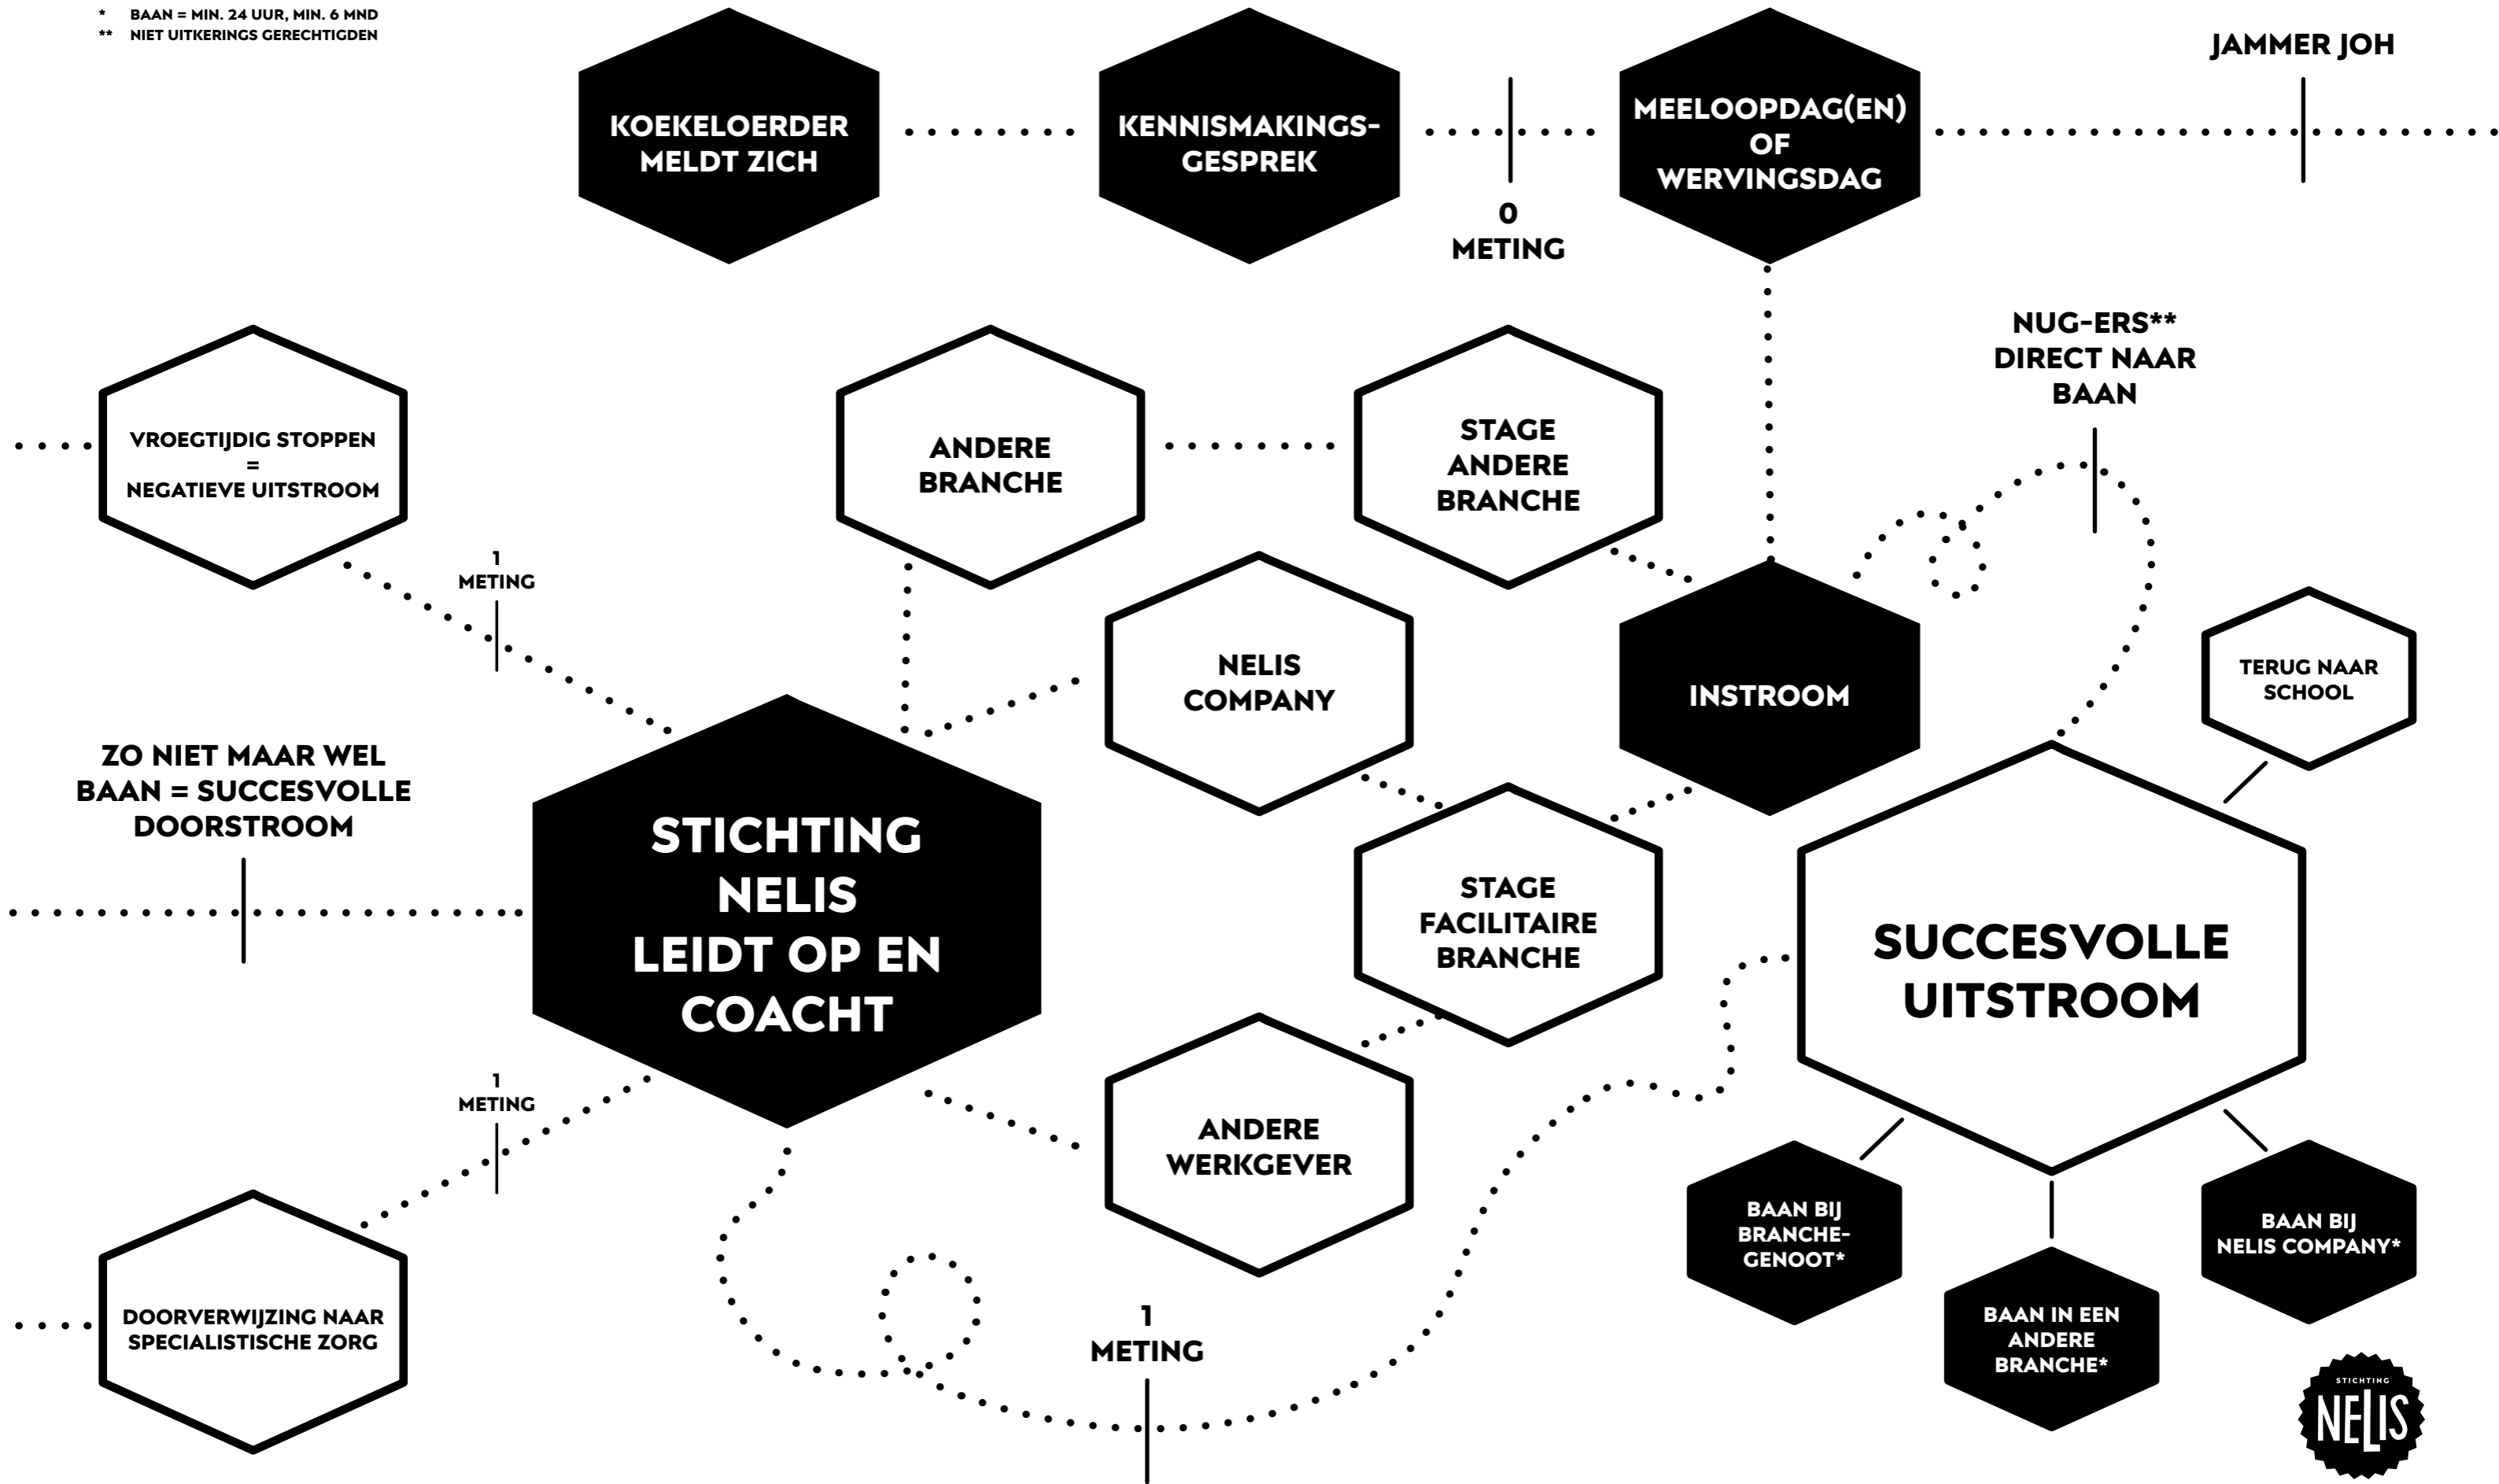 * BAAN = MIN. 24 UUR, MIN. 6 MND
** NIET UITKERINGS GERECHTIGDEN
KOEKELOERDER
MELDT ZICH
KENNISMAKINGS-
GESPREK
0
METING
MEELOOPDAG(EN)
OF
WERVINGSDAG
JAMMER JOH
VROEGTIJDIG STOPPEN
=
NEGATIEVE UITSTROOM
1
METING
ANDERE
BRANCHE
STAGE
ANDERE
BRANCHE
NUG-ERS**
DIRECT NAAR
BAAN
NELIS
COMPANY
INSTROOM
TERUG NAAR
SCHOOL
ZO NIET MAAR WEL
BAAN = SUCCESVOLLE
DOORSTROOM
STICHTING
NELIS
LEIDT OP EN
COACHT
STAGE
FACILITAIRE
BRANCHE
SUCCESVOLLE
UITSTROOM
1
METING
ANDERE
WERKGEVER
BAAN BIJ
BRANCHE-
GENOOT*
BAAN BIJ
NELIS COMPANY*
DOORVERWIJZING NAAR
SPECIALISTISCHE ZORG
1
METING
BAAN IN EEN
ANDERE
BRANCHE*
STICHTING
NELIS